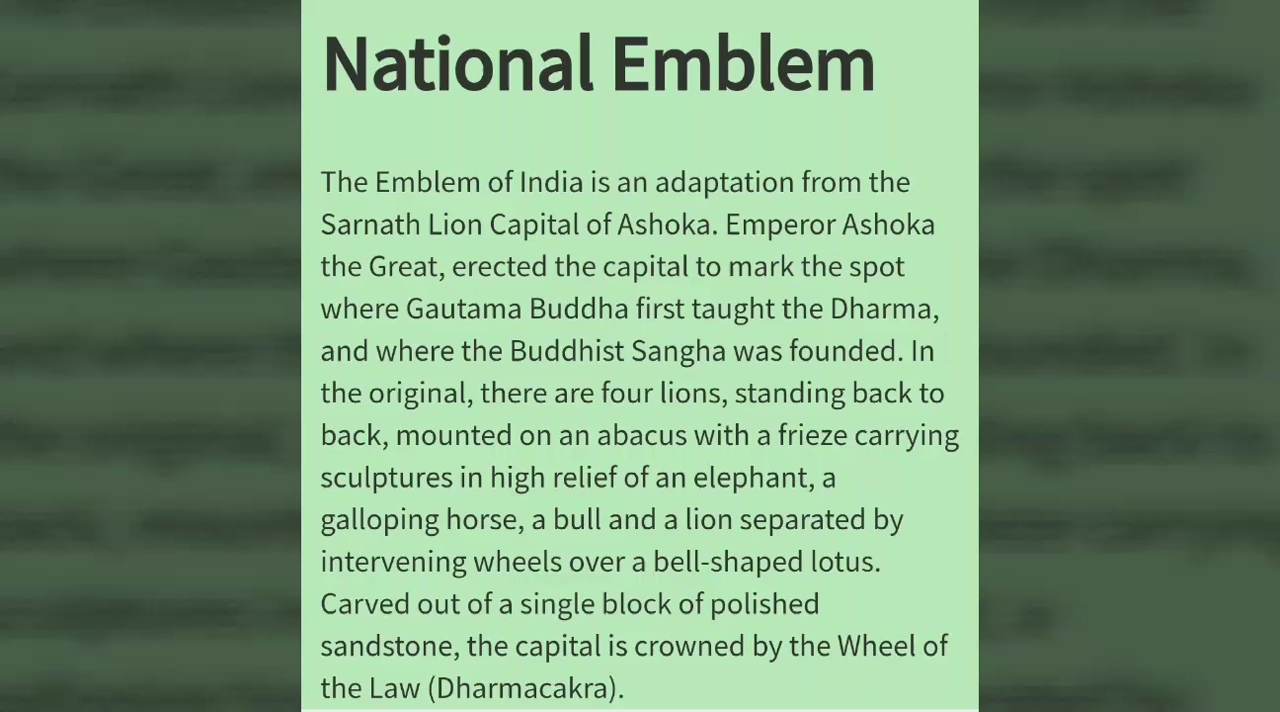 National Emblem
The Emblem of India is an adaptation from the
Sarnath Lion Capital of Ashoka. Emperor Ashoka
the Great, erected the capital to mark the spot
where Gautama Buddha first taught the Dharma,
and where the Buddhist Sangha was founded. In
the original, there are four lions, standing back to
back, mounted on an abacus with a frieze carrying
sculptures in high relief of an elephant, a
galloping horse, a bull and a lion separated by
intervening wheels over a bell-shaped lotus.
Carved out of a single block of polished
sandstone, the capital is crowned by the Wheel of
the Law (Dharmacakra).